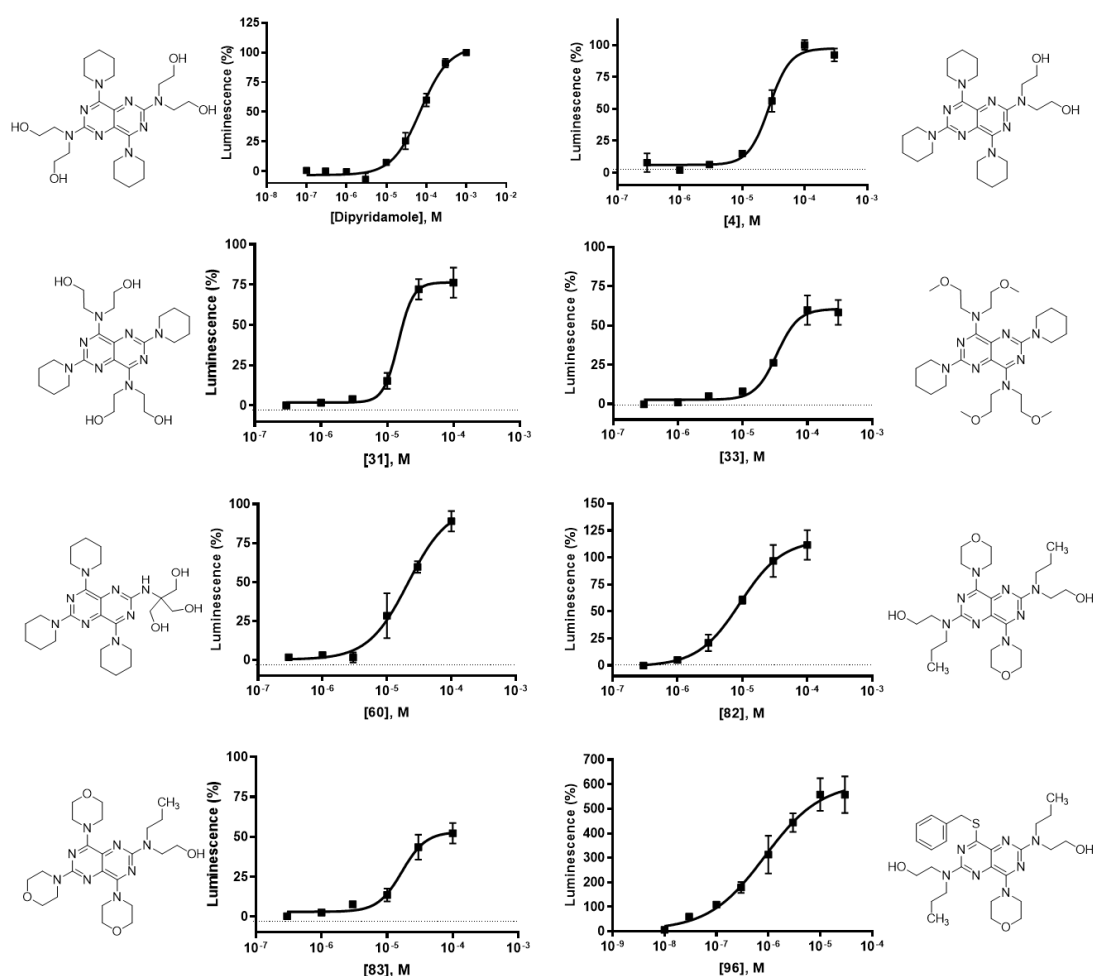 OH
N
N
N
N
OH
HO
N
N
N
N
N
OH
Luminescence (%)
125
100
75
50
25
0
10⁻⁸ 10⁻⁷ 10⁻⁶ 10⁻⁵ 10⁻⁴ 10⁻³ 10⁻²
[Dipyridamole], M
Luminescence (%)
100
75
50
25
0
10⁻⁷ 10⁻⁶ 10⁻⁵ 10⁻⁴ 10⁻³
[4], M
OH
N
N
N
N
OH
N
N
N
N
HO
OH
N
N
N
N
N
N
N
HO
N
OH
Luminescence (%)
100
75
50
25
0
10⁻⁷ 10⁻⁶ 10⁻⁵ 10⁻⁴ 10⁻³
[31], M
Luminescence (%)
100
75
50
25
0
10⁻⁷ 10⁻⁶ 10⁻⁵ 10⁻⁴ 10⁻³
[33], M
O
O
N
N
N
N
N
N
N
N
O
O
N
N
H
N
OH
N
OH
N
N
N
OH
N
Luminescence (%)
100
75
50
25
0
10⁻⁷ 10⁻⁶ 10⁻⁵ 10⁻⁴ 10⁻³
[60], M
Luminescence (%)
150
125
100
75
50
25
0
10⁻⁷ 10⁻⁶ 10⁻⁵ 10⁻⁴ 10⁻³
[82], M
O
CH₃
N
N
N
N
OH
HO
N
N
N
N
CH₃
O
O
CH₃
N
N
N
N
OH
N
N
N
O
N
O
Luminescence (%)
100
75
50
25
0
10⁻⁷ 10⁻⁶ 10⁻⁵ 10⁻⁴ 10⁻³
[83], M
Luminescence (%)
700
600
500
400
300
200
100
0
10⁻⁹ 10⁻⁸ 10⁻⁷ 10⁻⁶ 10⁻⁵ 10⁻⁴
[96], M
CH₃
S
N
N
N
OH
HO
N
N
N
N
CH₃
O